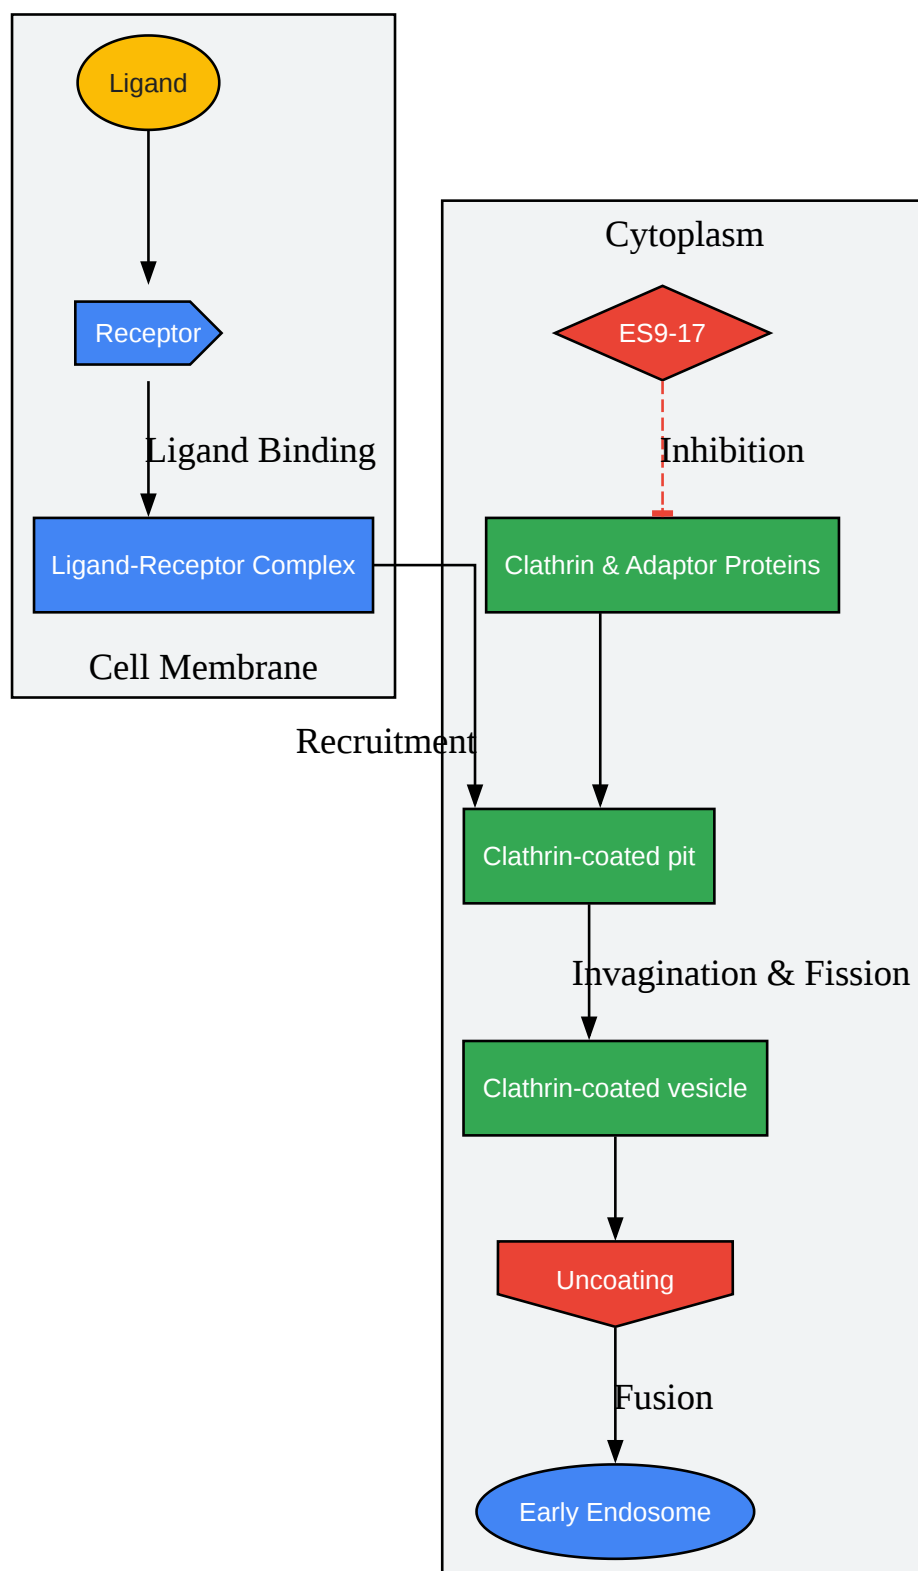 Ligand
Receptor
Ligand Binding
Ligand-Receptor Complex
Cell Membrane
Recruitment
Cytoplasm
ES9-17
Inhibition
Clathrin & Adaptor Proteins
Clathrin-coated pit
Invagination & Fission
Clathrin-coated vesicle
Uncoating
Fusion
Early Endosome